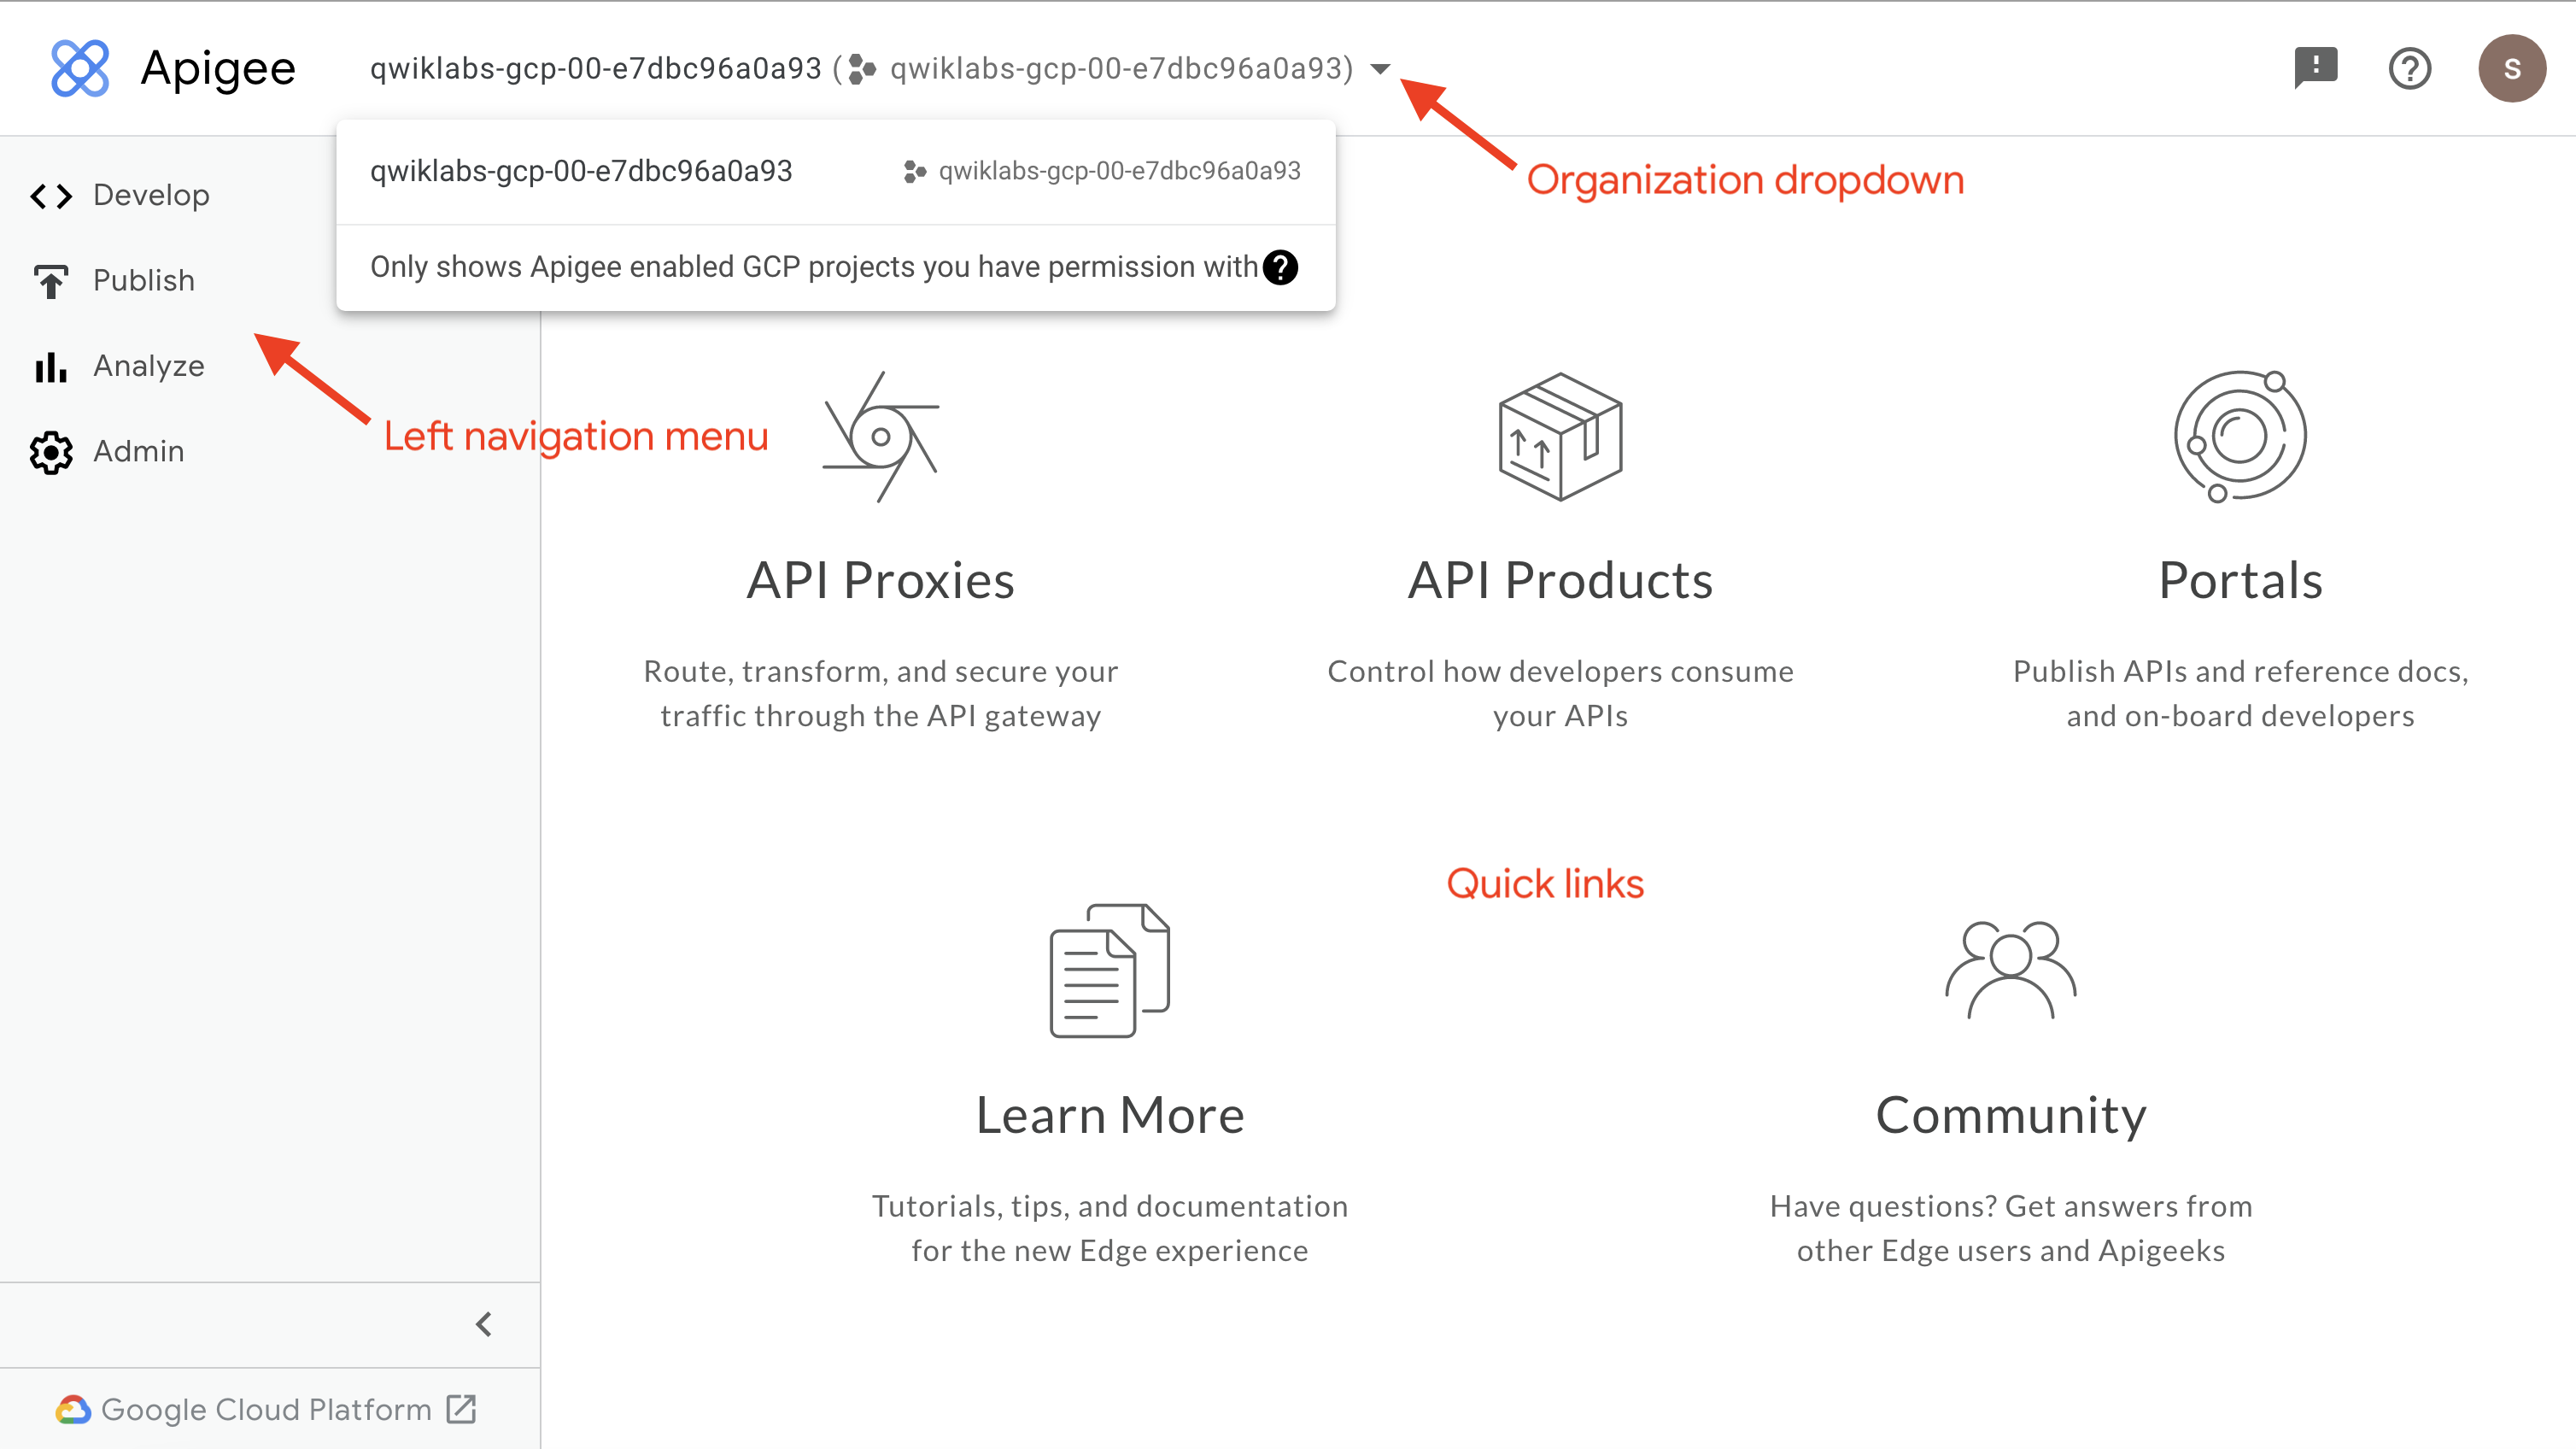 Apigee
qwiklabs-gcp-00-e7dbc96a0a93 ( qwiklabs-gcp-00-e7dbc96a0a93)
S
qwiklabs-gcp-00-e7dbc96a0a93 qwiklabs-gcp-00-e7dbc96a0a93
Only shows Apigee enabled GCP projects you have permission with
Organization dropdown
Develop
Publish
Analyze
Admin
Left navigation menu
API Proxies
Route, transform, and secure your
traffic through the API gateway
API Products
Control how developers consume
your APIs
Portals
Publish APIs and reference docs,
and on-board developers
Quick links
Learn More
Tutorials, tips, and documentation
for the new Edge experience
Community
Have questions? Get answers from
other Edge users and Apigeeks
Google Cloud Platform